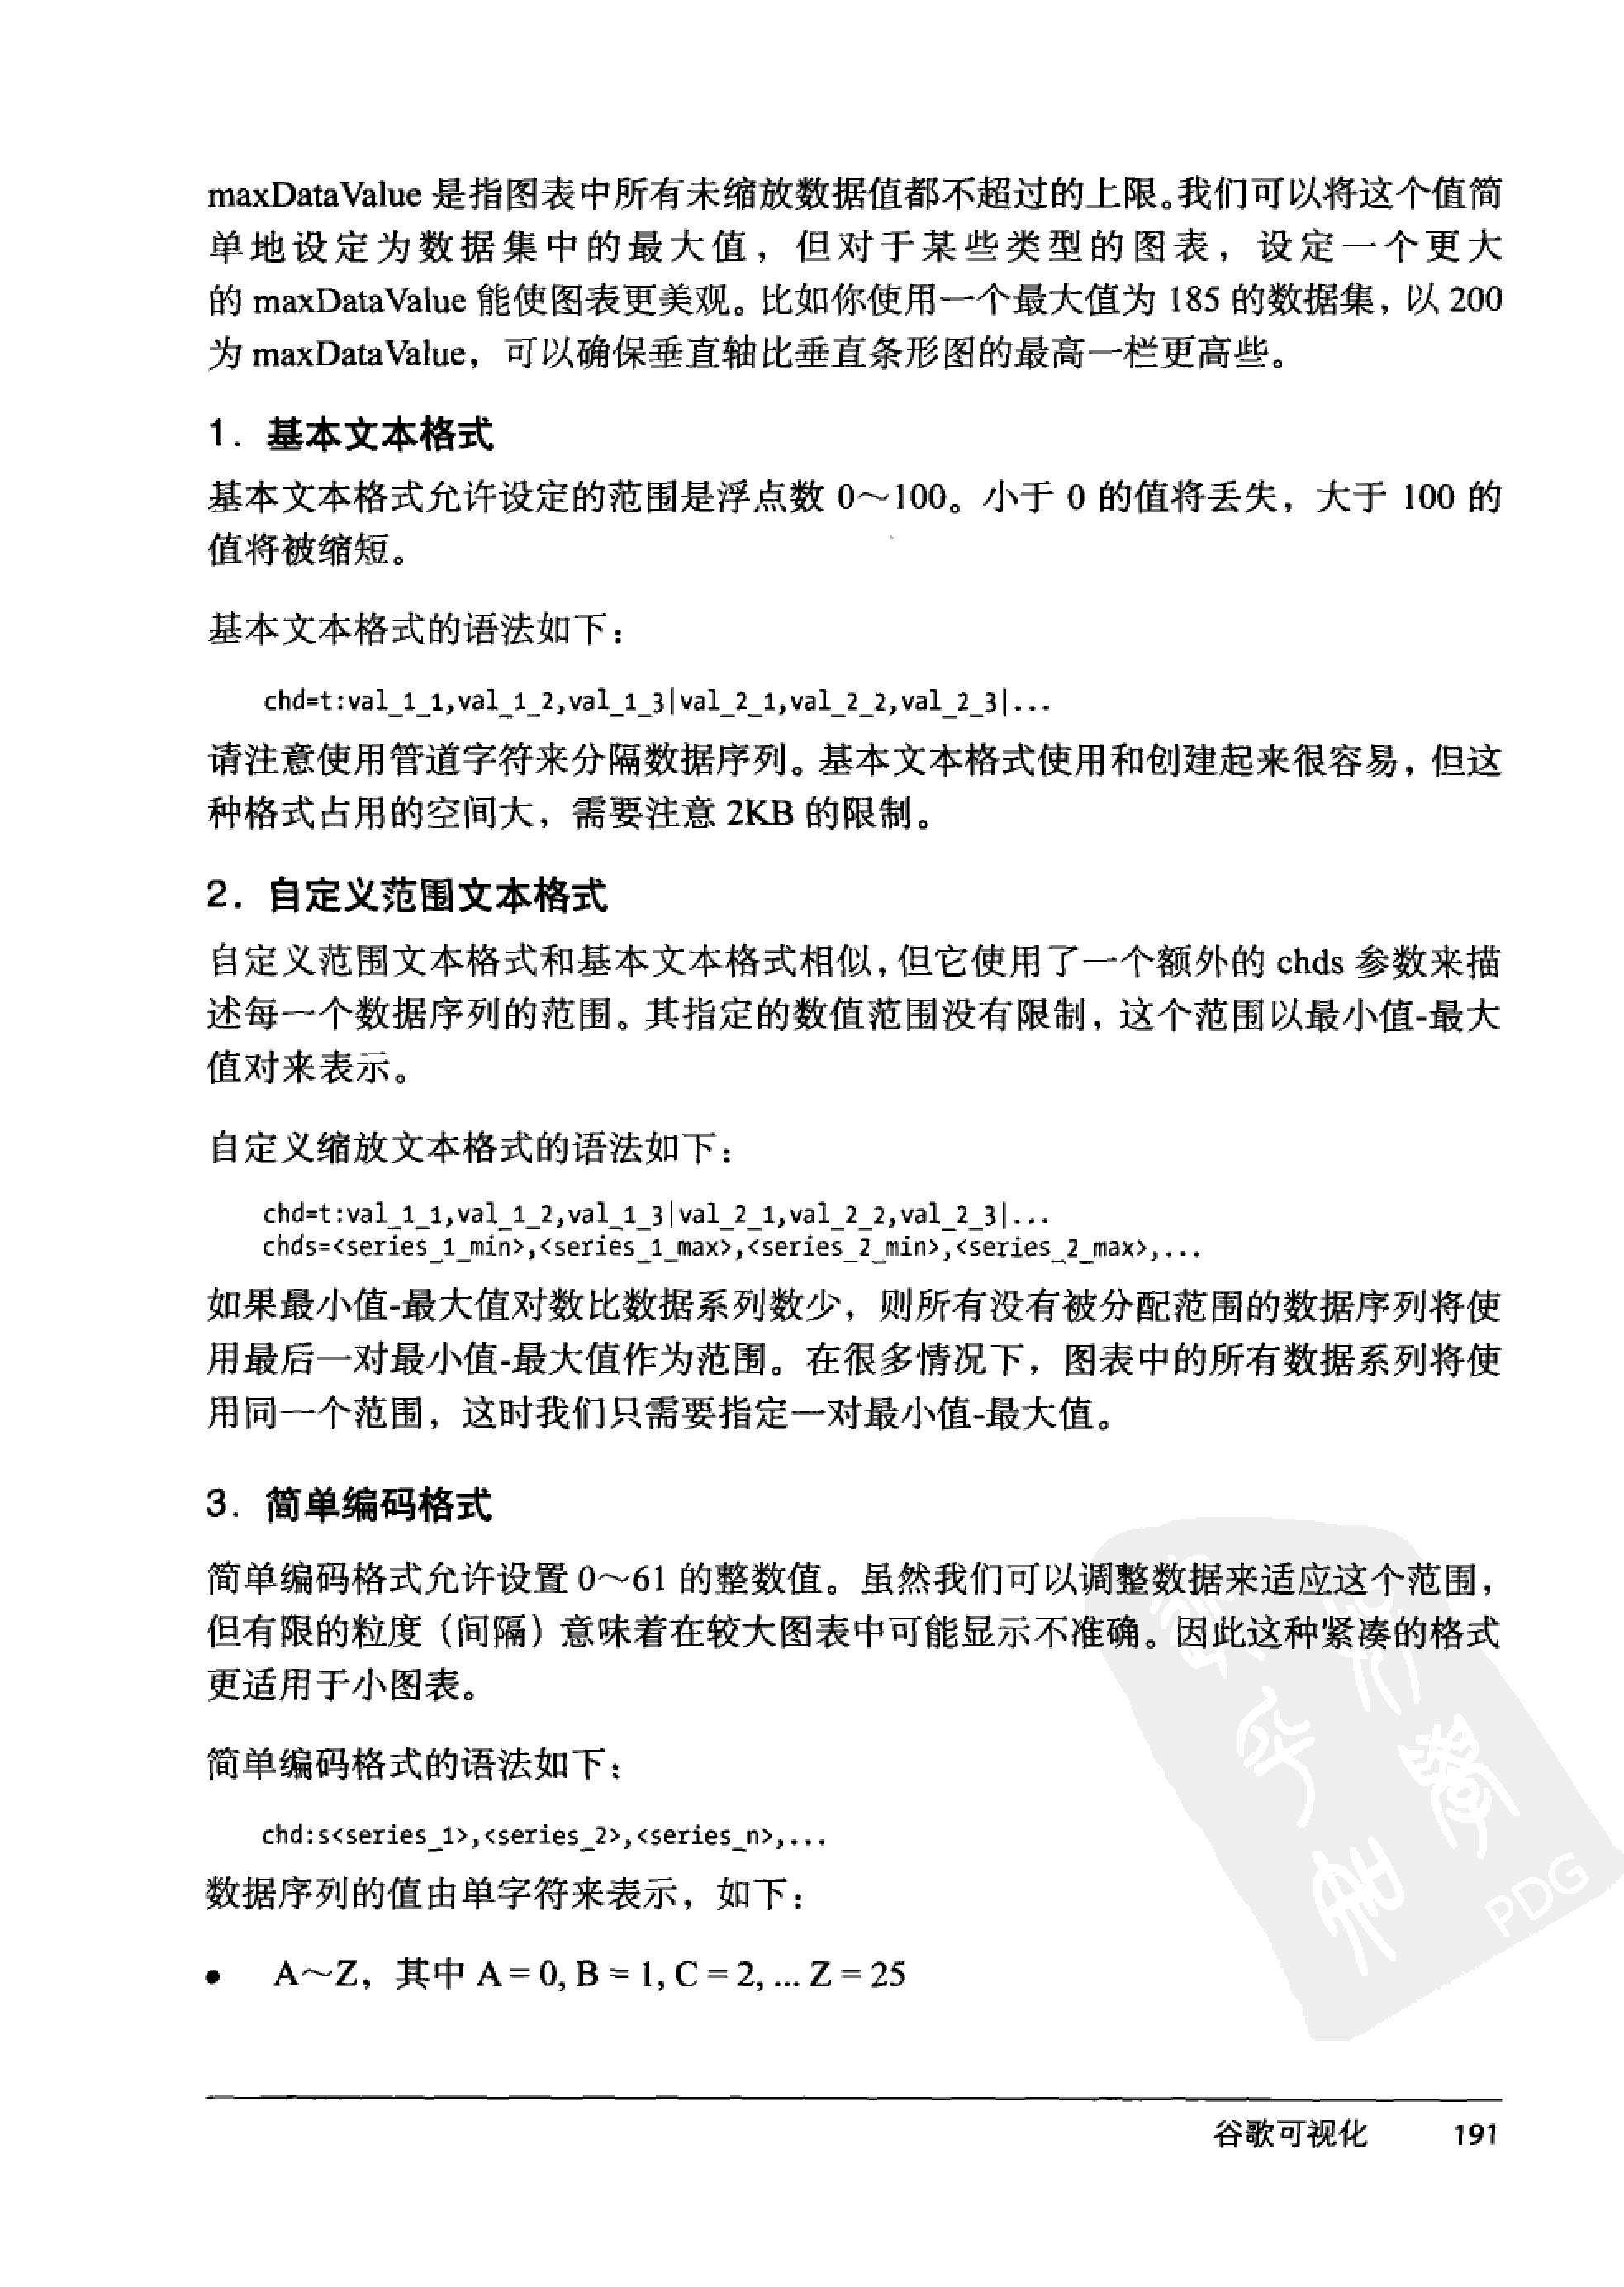 maxDataValue 是指图表中所有未缩放数据值都不超过的上限。我们可以将这个值简
单地设定为数据集中的最大值，但对于某些类型的图表，设定一个更大
的 maxDataValue 能使图表更美观。比如你使用一个最大值为 185 的数据集，以 200
为 maxDataValue，可以确保垂直轴比垂直条形图的最高一栏更高些。
1. 基本文本格式
基本文本格式允许设定的范围是浮点数 0～100。小于 0 的值将丢失，大于 100 的
值将被缩短。
基本文本格式的语法如下：
chd=t:val_1_1,val_1_2,val_1_3|val_2_1,val_2_2,val_2_3|...
请注意使用管道字符来分隔数据序列。基本文本格式使用和创建起来很容易，但这
种格式占用的空间大，需要注意 2KB 的限制。
2. 自定义范围文本格式
自定义范围文本格式和基本文本格式相似，但它使用了一个额外的 chds 参数来描
述每一个数据序列的范围。其指定的数值范围没有限制，这个范围以最小值-最大
值对来表示。
自定义缩放文本格式的语法如下：
chd=t:val_1_1,val_1_2,val_1_3|val_2_1,val_2_2,val_2_3|...
chds=<series_1_min>,<series_1_max>,<series_2_min>,<series_2_max>,...
如果最小值-最大值对数比数据系列数少，则所有没有被分配范围的数据序列将使
用最后一对最小值-最大值作为范围。在很多情况下，图表中的所有数据系列将使
用同一个范围，这时我们只需要指定一对最小值-最大值。
3. 简单编码格式
简单编码格式允许设置 0～61 的整数值。虽然我们可以调整数据来适应这个范围，
但有限的粒度（间隔）意味着在较大图表中可能显示不准确。因此这种紧凑的格式
更适用于小图表。
简单编码格式的语法如下：
chd:s<series_1>,<series_2>,<series_n>,...
数据序列的值由单字符来表示，如下：
● A～Z，其中 A = 0, B = 1, C = 2, ... Z = 25
PDG
谷歌可视化 191